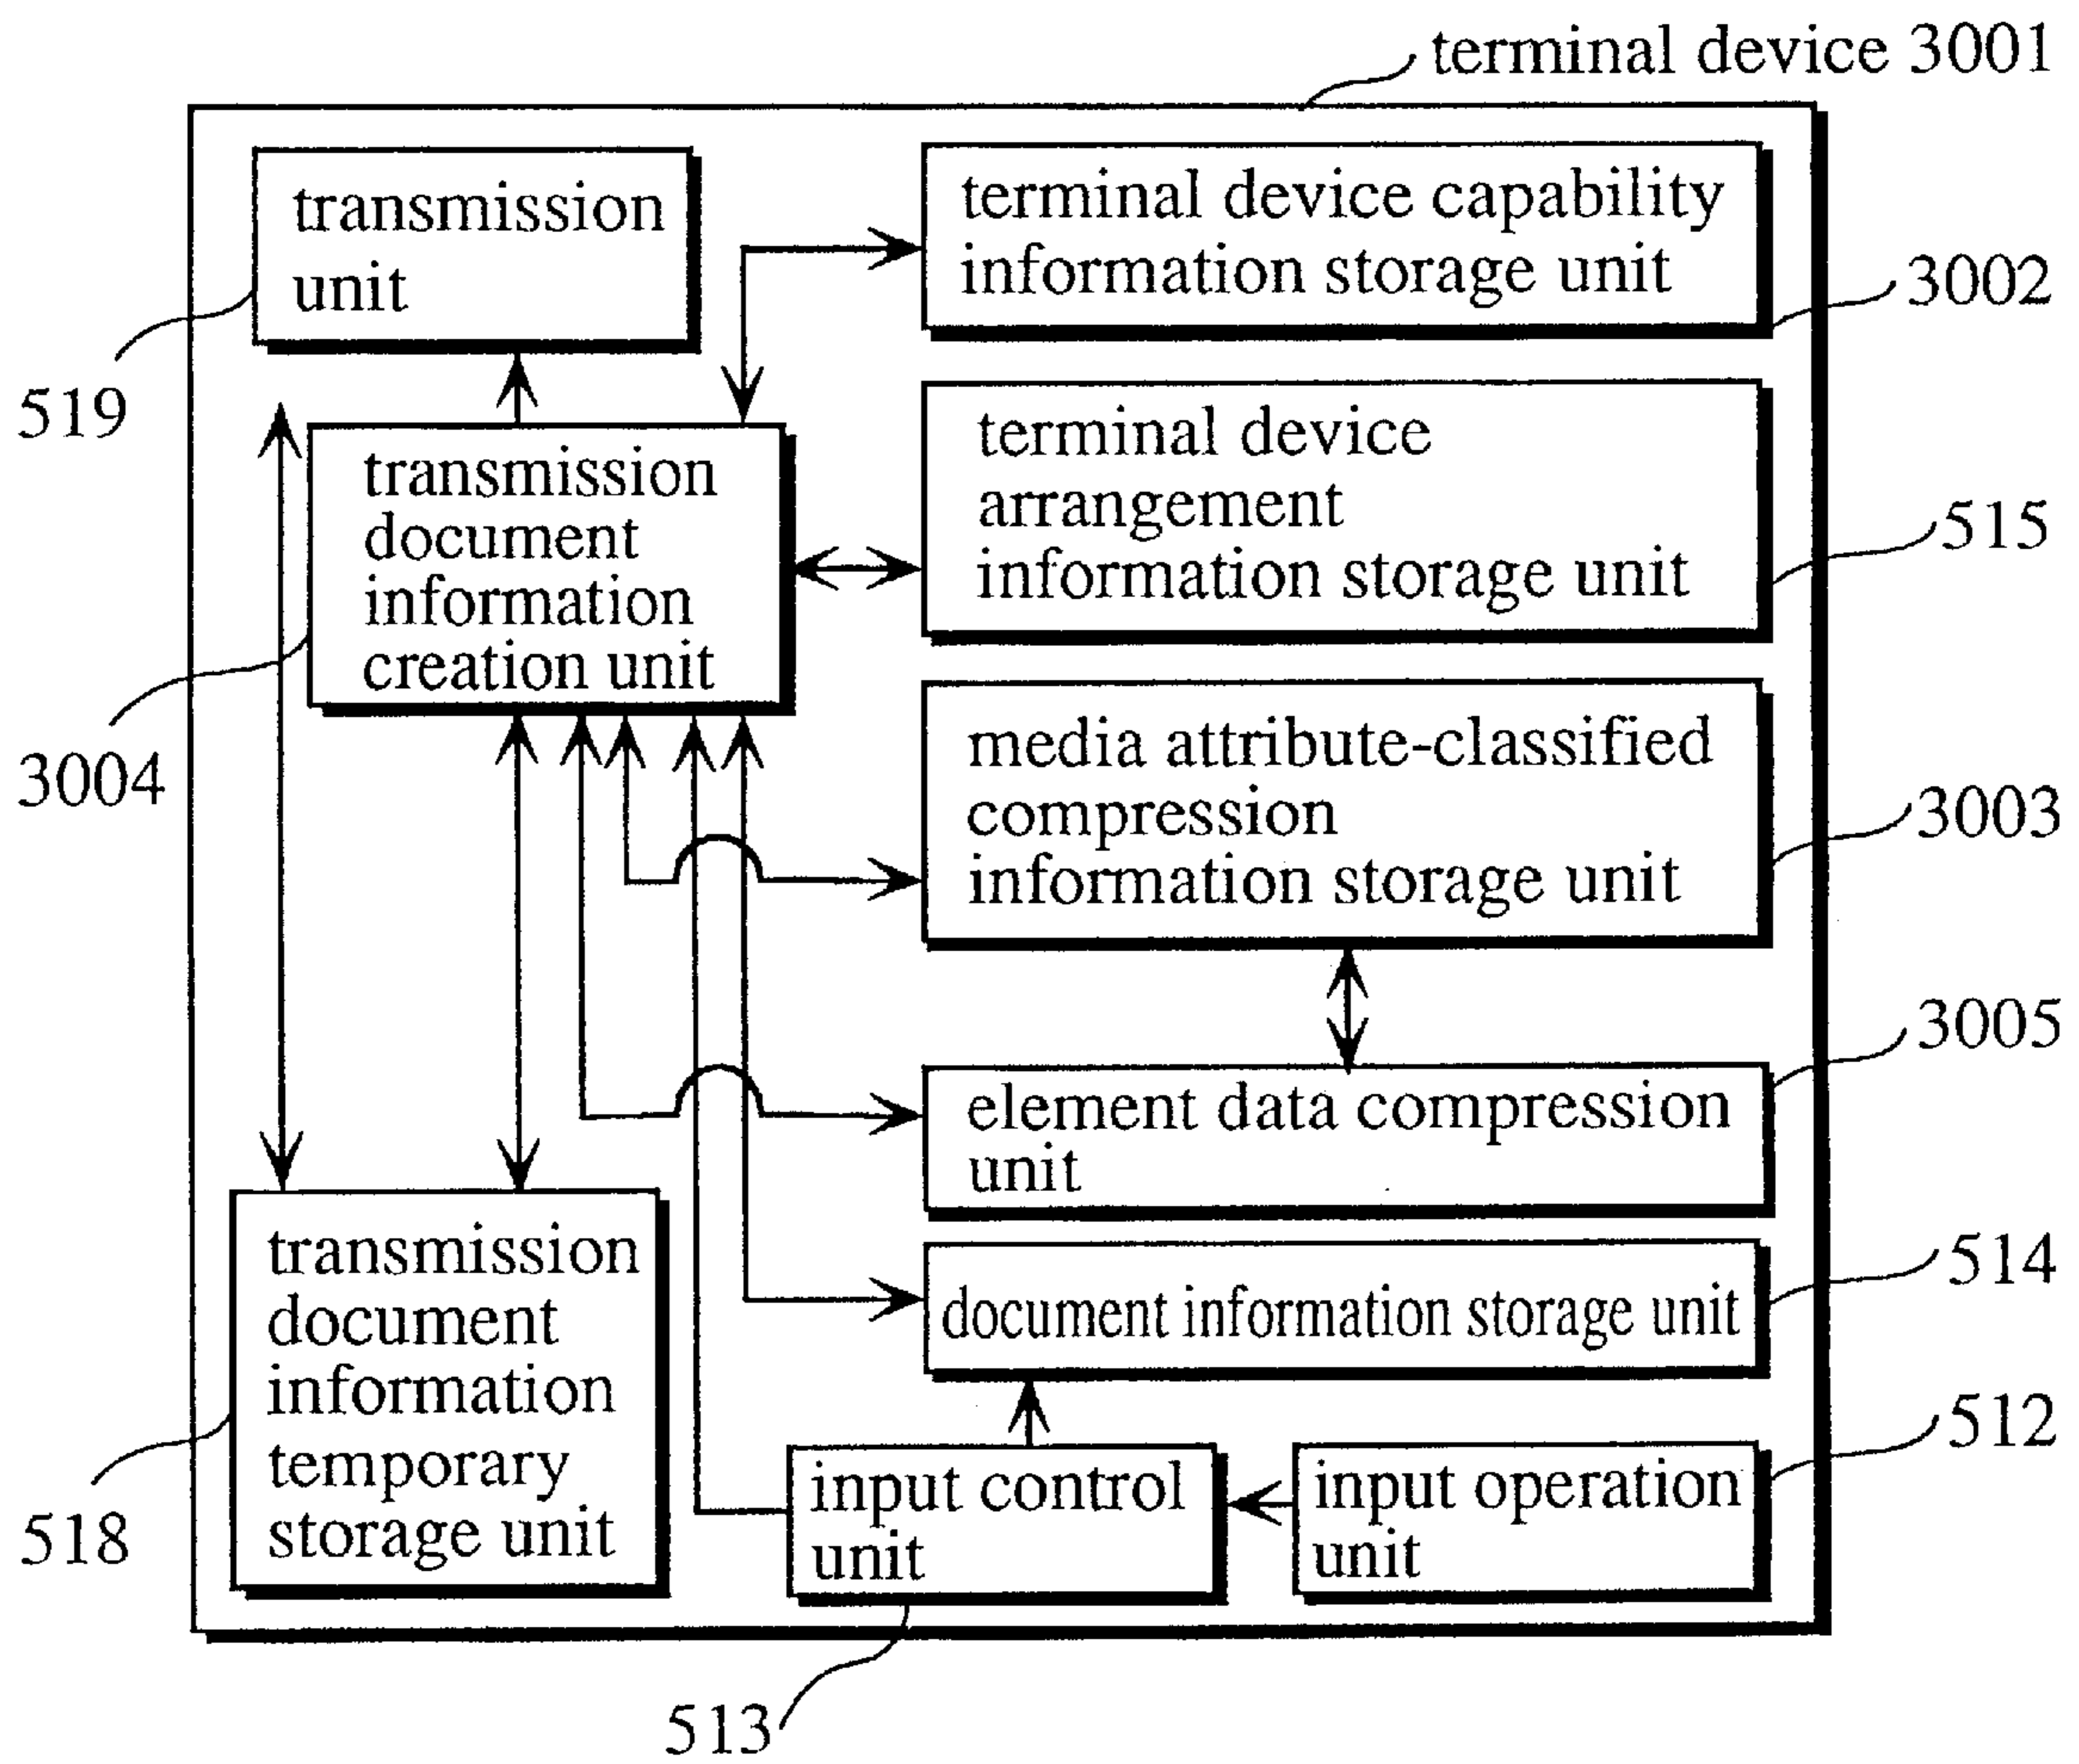 terminal device 3001
transmission
unit
519
terminal device capability
information storage unit
3002
transmission
document
information
creation unit
3004
terminal device
arrangement
information storage unit
515
media attribute-classified
compression
information storage unit
3003
element data compression
unit
3005
transmission
document
information
temporary
storage unit
518
document information storage unit
514
input control
unit
513
input operation
unit
512